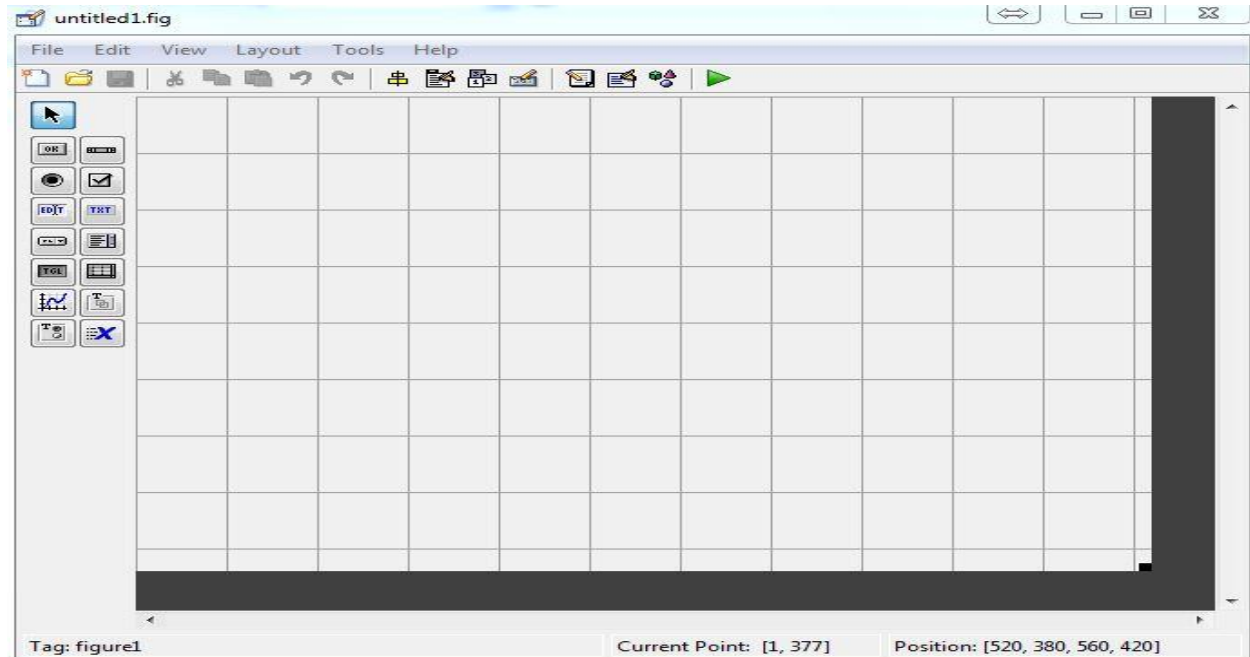 untitled1.fig
File Edit View Layout Tools Help
OK
EDIT TXT
TGL
T
T
Tag: figure1 Current Point: [1, 377] Position: [520, 380, 560, 420]